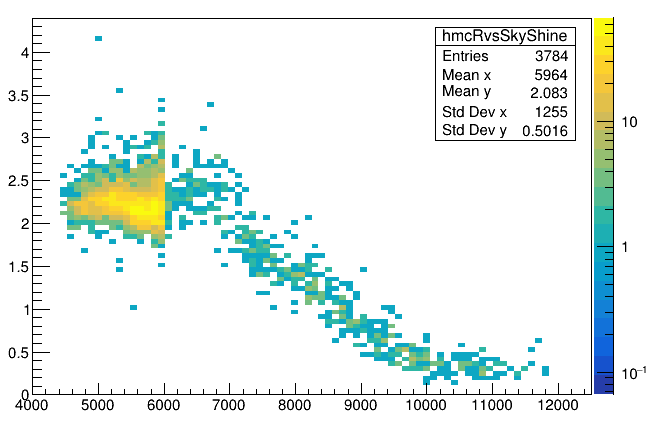 hmcRvsSkyShine
Entries 3784
Mean x 5964
Mean y 2.083
Std Dev x 1255
Std Dev y 0.5016
4
3.5
3
2.5
2
1.5
1
0.5
0
4000 5000 6000 7000 8000 9000 10000 11000 12000
10
1
10⁻¹